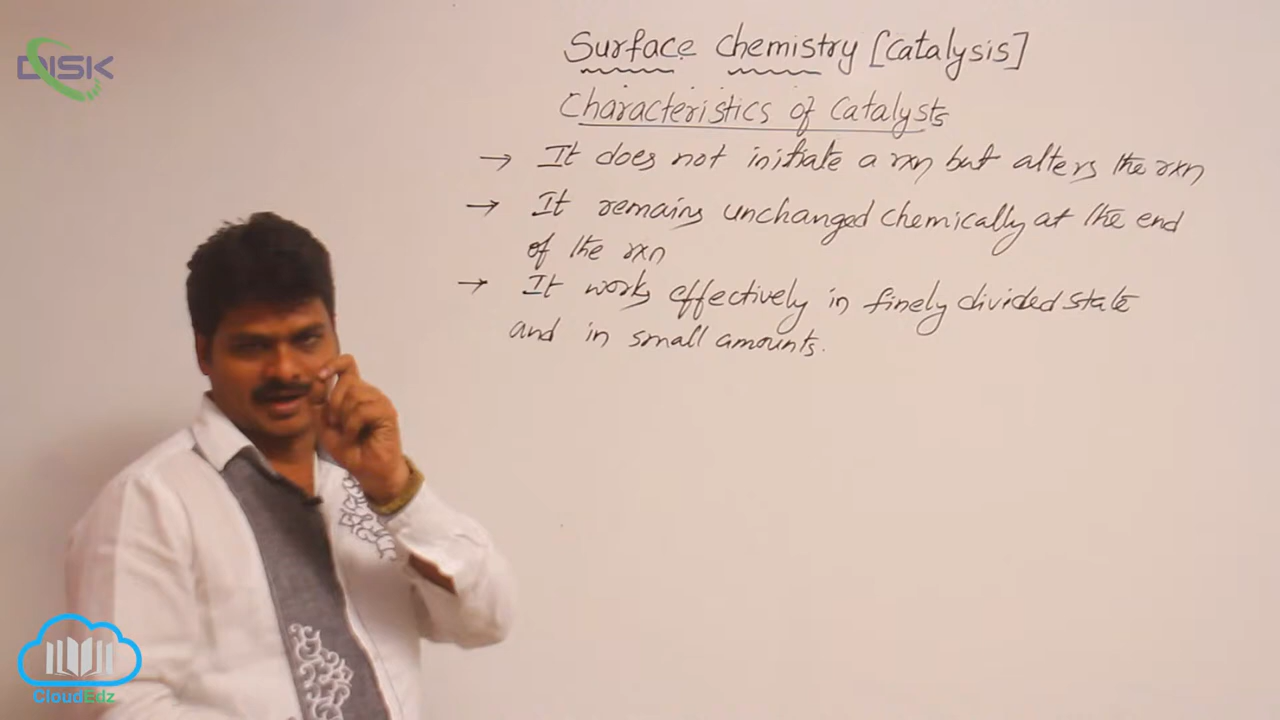 DISK
Surface Chemistry [Catalysis]
Characteristics of Catalysts
→ It does not initiate a rxn but alters the rxn
→ It remains unchanged chemically at the end
of the rxn
→ It works effectively in finely divided state
and in small amounts.
CloudEdz